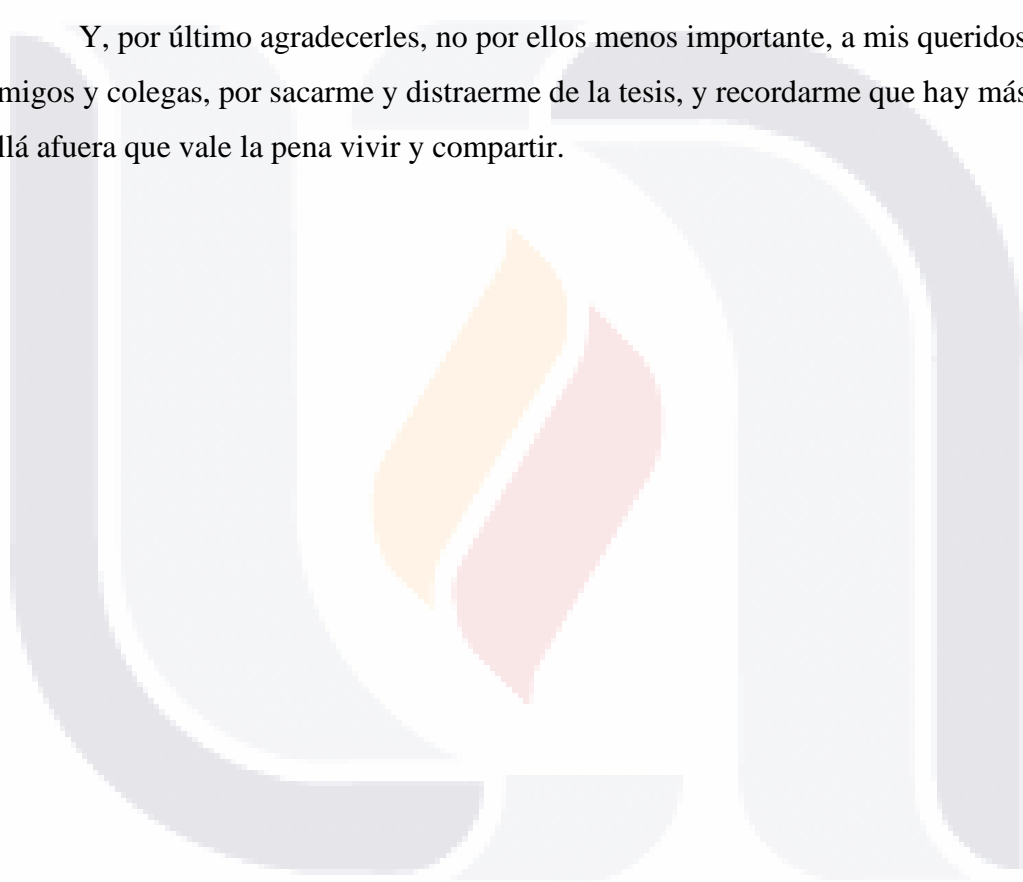 Y, por último agradecerles, no por ellos menos importante, a mis queridos
migos y colegas, por sacarme y distraerme de la tesis, y recordarme que hay más
llá afuera que vale la pena vivir y compartir.